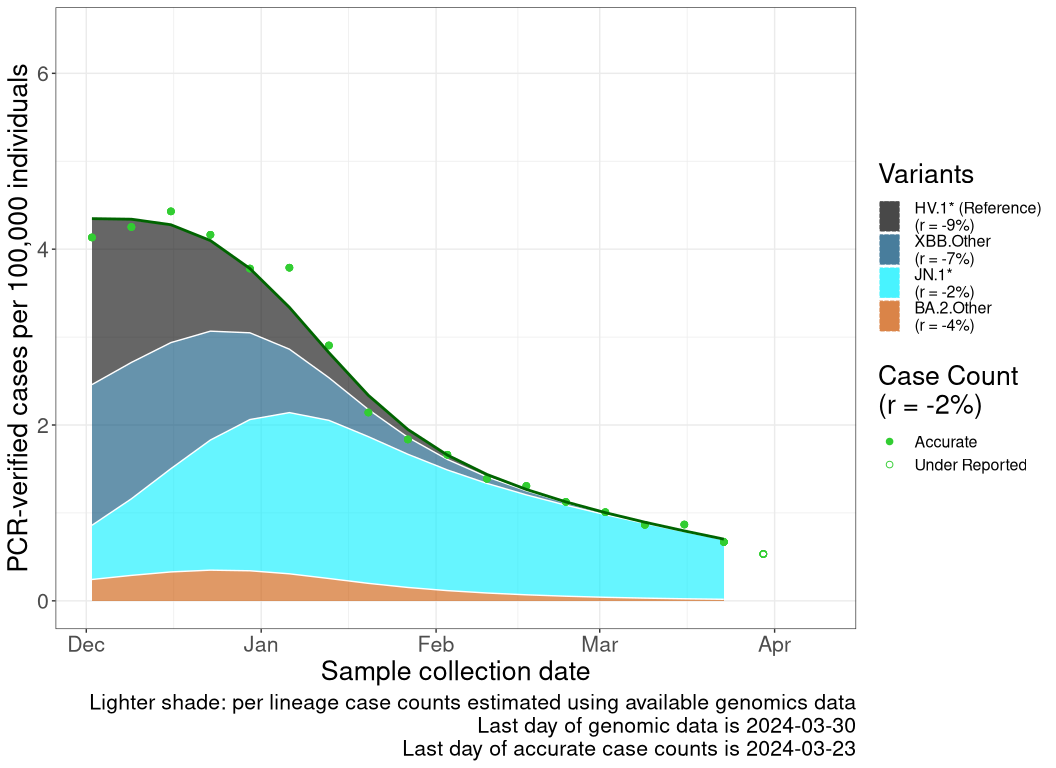 PCR-verified cases per 100,000 individuals
6
4
2
0
Dec Jan Feb Mar Apr
Sample collection date
Lighter shade: per lineage case counts estimated using available genomics data
Last day of genomic data is 2024-03-30
Last day of accurate case counts is 2024-03-23
Variants
HV.1* (Reference)
(r = -9%)
XBB.Other
(r = -7%)
JN.1*
(r = -2%)
BA.2.Other
(r = -4%)
Case Count
(r = -2%)
Accurate
Under Reported